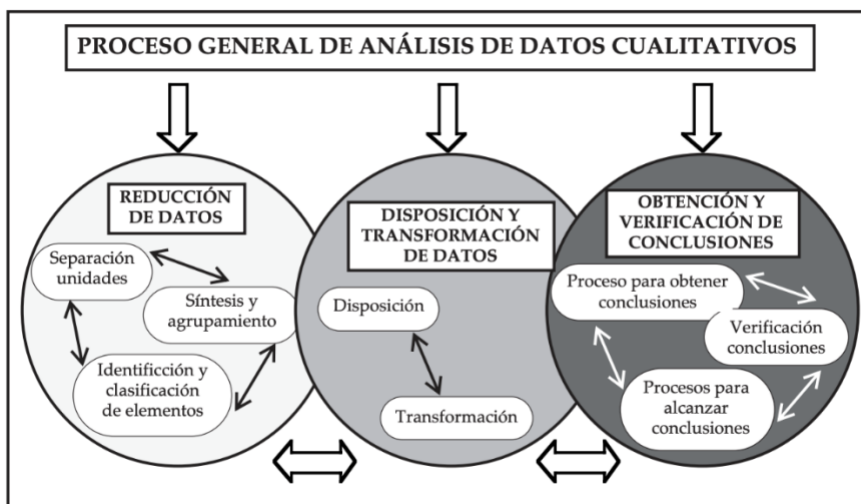 PROCESO GENERAL DE ANÁLISIS DE DATOS CUALITATIVOS
REDUCCIÓN
DE DATOS
Separación
unidades
Síntesis y
agrupamiento
Identificción y
clasificación
de elementos
DISPOSICIÓN Y
TRANSFORMACIÓN
DE DATOS
Disposición
Transformación
OBTENCIÓN Y
VERIFICACIÓN DE
CONCLUSIONES
Proceso para obtener
conclusiones
Verificación
conclusiones
Procesos para
alcanzar
conclusiones